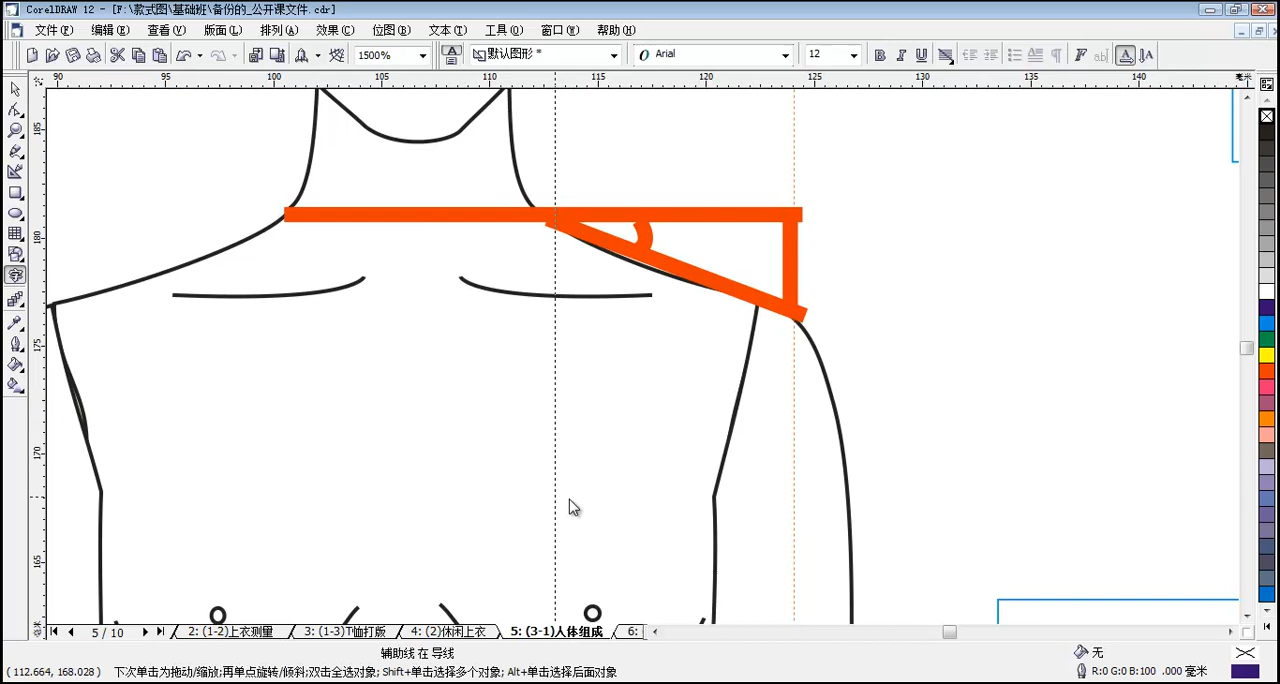 CorelDRAW 12 - [F:\款式图\基础班\备份的_公开课文件.cdr]
文件(F) 编辑(E) 查看(V) 版面(L) 排列(A) 效果(C) 位图(B) 文本(T) 工具(O) 窗口(W) 帮助(H)
1500% 默认图形 * O Arial 12 B I U
90 95 100 105 110 115 120 125 130 135 140 毫米
185
180
175
170
165
毫米
5 / 10 2: (1-2)上衣测量 3: (1-3)T恤打版 4: (2)休闲上衣 5: (3-1)人体组成 6:
辅助线 在 导线 无
(112.664, 168.028) 下次单击为拖动/缩放;再单点旋转/倾斜;双击全选对象; Shift+单击选择多个对象; Alt+单击选择后面对象 R:0 G:0 B:100 .000 毫米